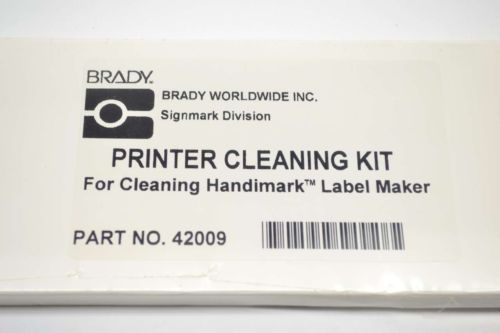 BRADY.
BRADY WORLDWIDE INC.
Signmark Division
PRINTER CLEANING KIT
For Cleaning Handimark™ Label Maker
PART NO. 42009